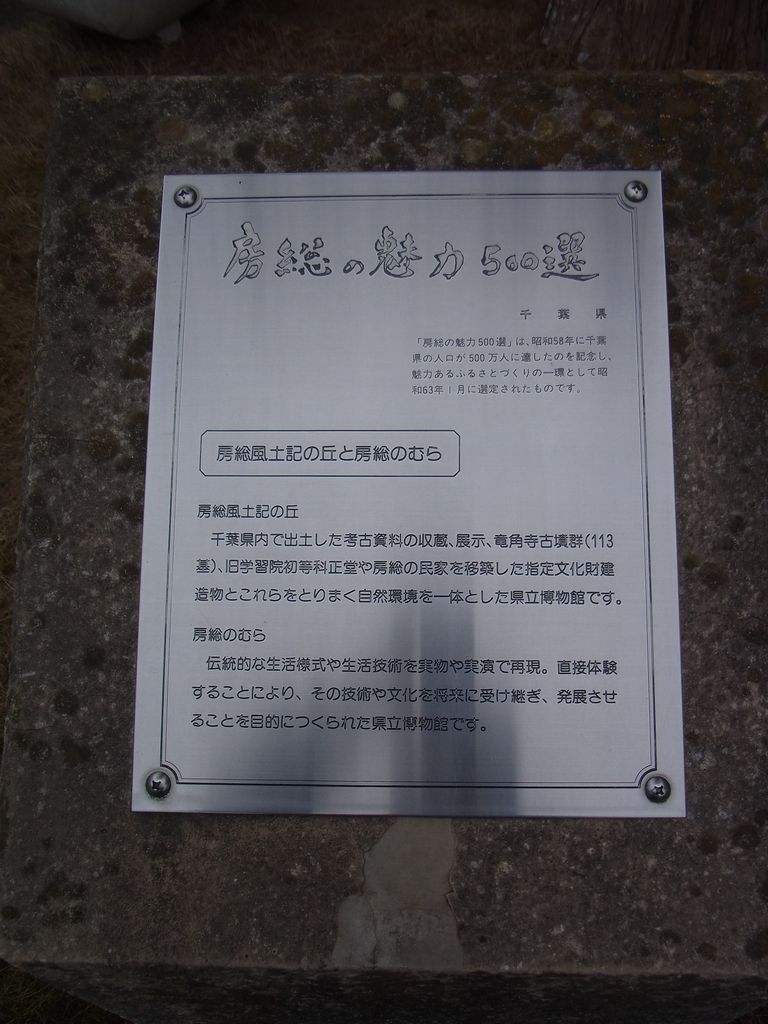 房総の魅力500選
千葉県
「房総の魅力500選」は、昭和58年に千葉
県の人口が500万人に達したのを記念し、
魅力あるふるさとづくりの一環として昭
和63年1月に選定されたものです。
房総風土記の丘と房総のむら
房総風土記の丘
千葉県内で出土した考古資料の収蔵、展示、竜角寺古墳群(113
基)、旧学習院初等科正堂や房総の民家を移築した指定文化財建
造物とこれらをとりまく自然環境を一体とした県立博物館です。
房総のむら
伝統的な生活様式や生活技術を実物や実演で再現。直接体験
することにより、その技術や文化を将来に受け継ぎ、発展させ
ることを目的につくられた県立博物館です。